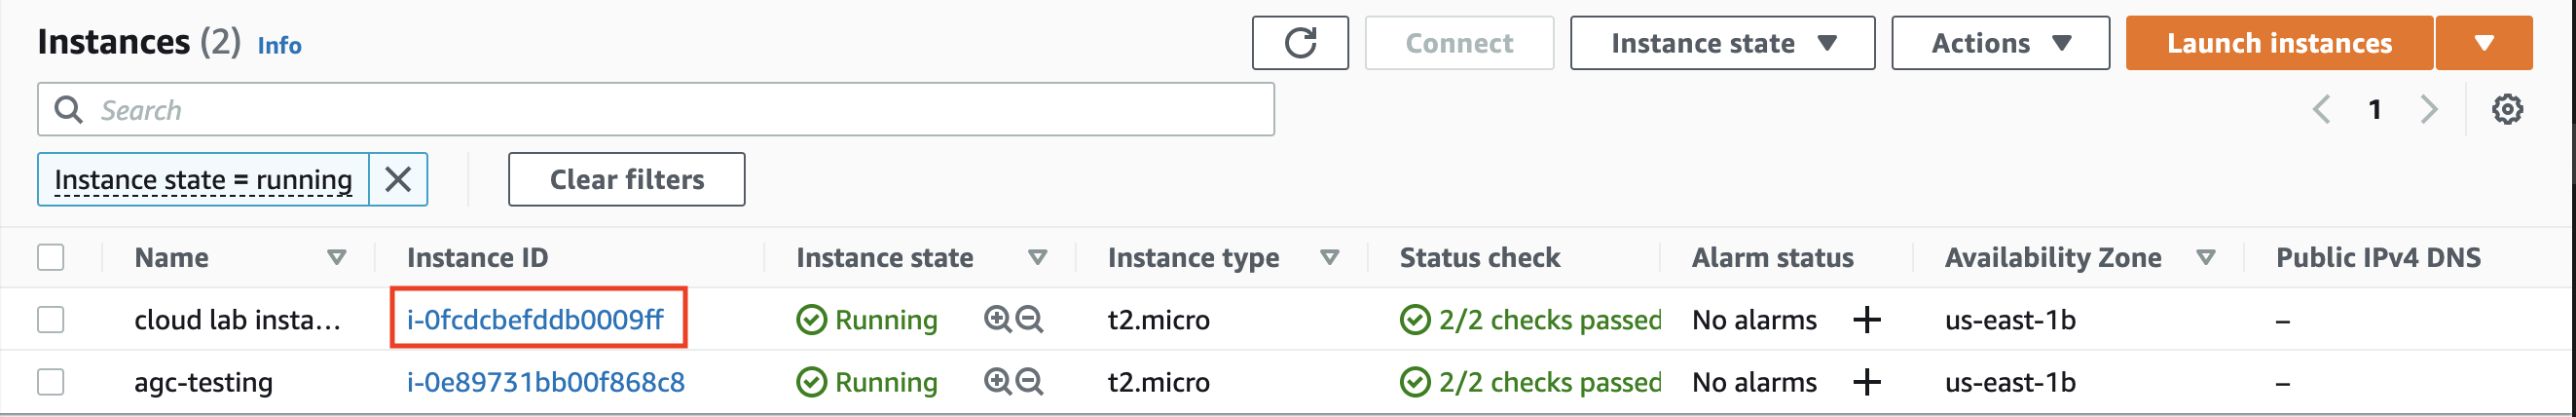 Instances (2) Info Connect Instance state Actions Launch instances
Search 1
Instance state = running Clear filters
Name Instance ID Instance state Instance type Status check Alarm status Availability Zone Public IPv4 DNS
cloud lab insta… i-0fcdcbefddb0009ff Running t2.micro 2/2 checks passed No alarms + us-east-1b –
agc-testing i-0e89731bb00f868c8 Running t2.micro 2/2 checks passed No alarms + us-east-1b –